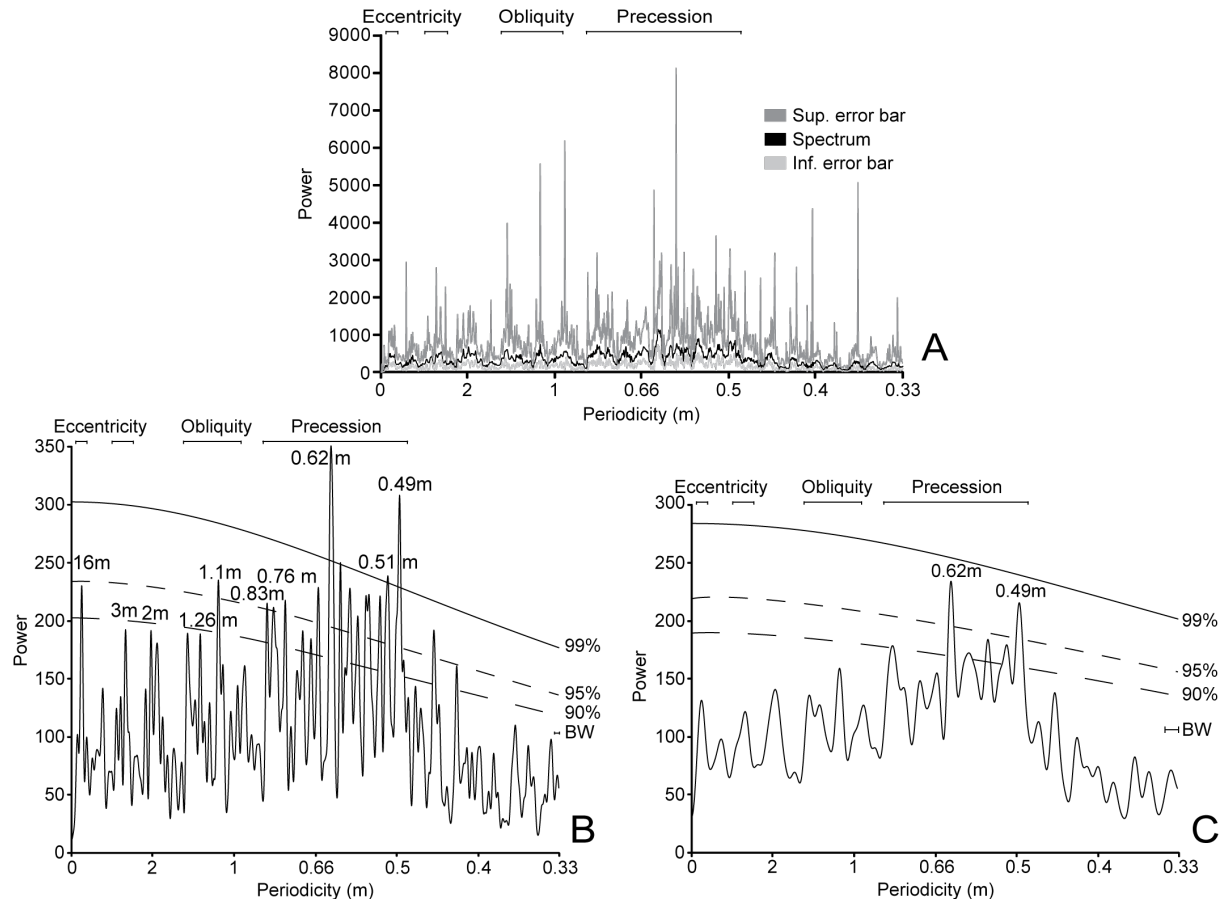 Eccentricity Obliquity Precession
9000
8000
7000
6000
5000
4000
3000
2000
1000
0
Power
Sup. error bar
Spectrum
Inf. error bar
A
2 1 0.66 0.5 0.4 0.33
Periodicity (m)
Eccentricity Obliquity Precession
350
300
250
200
150
100
50
0
Power
0.62 m
0.49m
16m
1.1m
0.76 m
0.51 m
0.83m
3m 2m 1.26 m
99%
95%
90%
BW
B
0 2 1 0.66 0.5 0.4 0.33
Periodicity (m)
Eccentricity Obliquity Precession
300
250
200
150
100
50
0
Power
0.62m
0.49m
99%
95%
90%
BW
C
0 2 1 0.66 0.5 0.4 0.33
Periodicity (m)